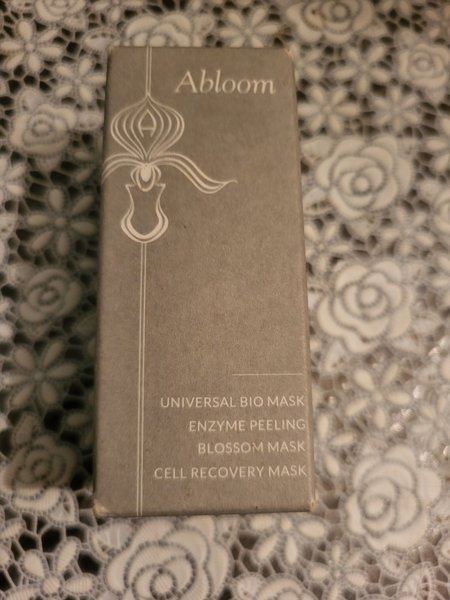 Abloom
UNIVERSAL BIO MASK
ENZYME PEELING
BLOSSOM MASK
CELL RECOVERY MASK